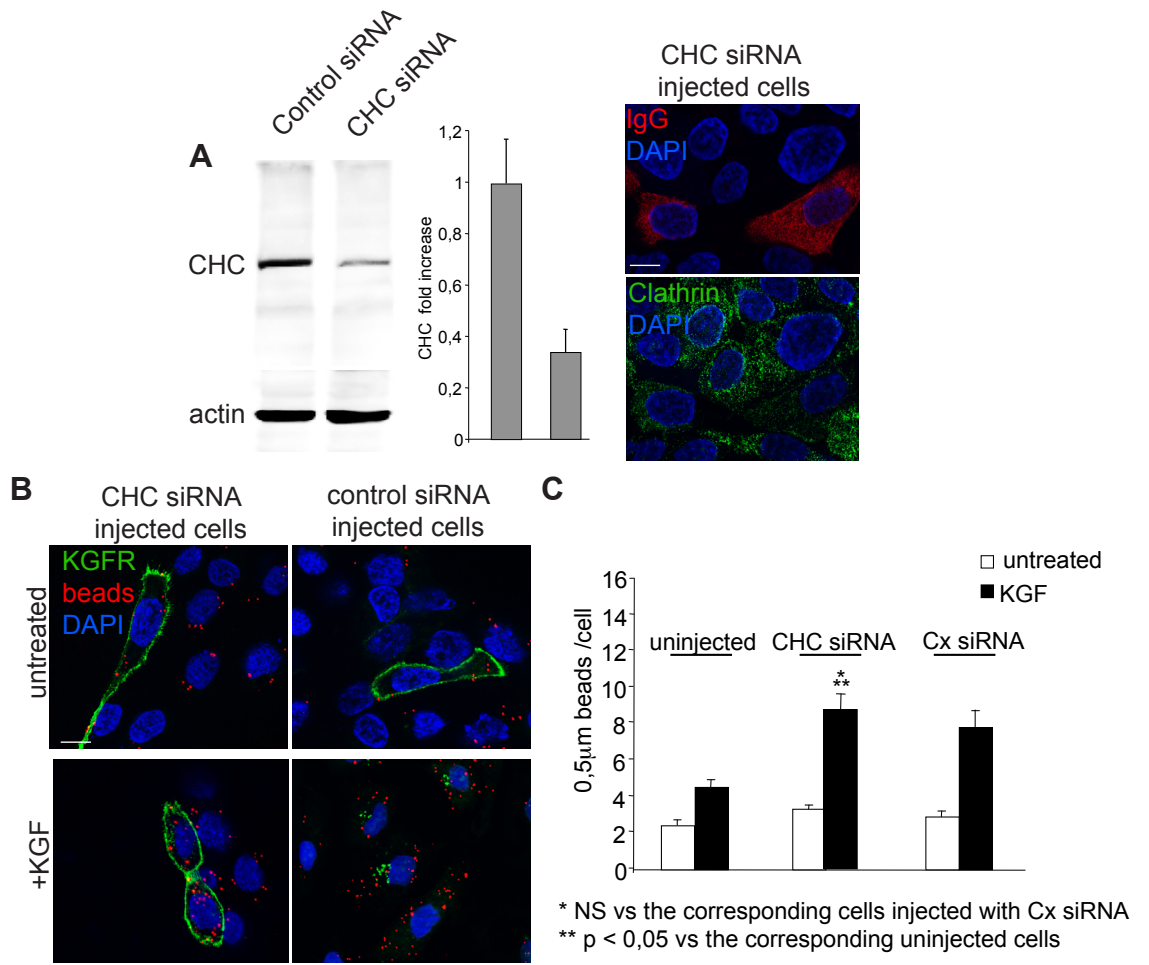 A
Control siRNA
CHC siRNA
CHC
actin
CHC fold increase
1,2
1
0,8
0,6
0,4
0,2
0
CHC siRNA
injected cells
IgG
DAPI
Clathrin
DAPI
B
CHC siRNA
injected cells
control siRNA
injected cells
untreated
KGFR
beads
DAPI
+KGF
C
untreated
KGF
0,5µm beads /cell
16
14
12
10
8
6
4
2
0
uninjected
CHC siRNA
Cx siRNA
*
**
* NS vs the corresponding cells injected with Cx siRNA
** p < 0,05 vs the corresponding uninjected cells